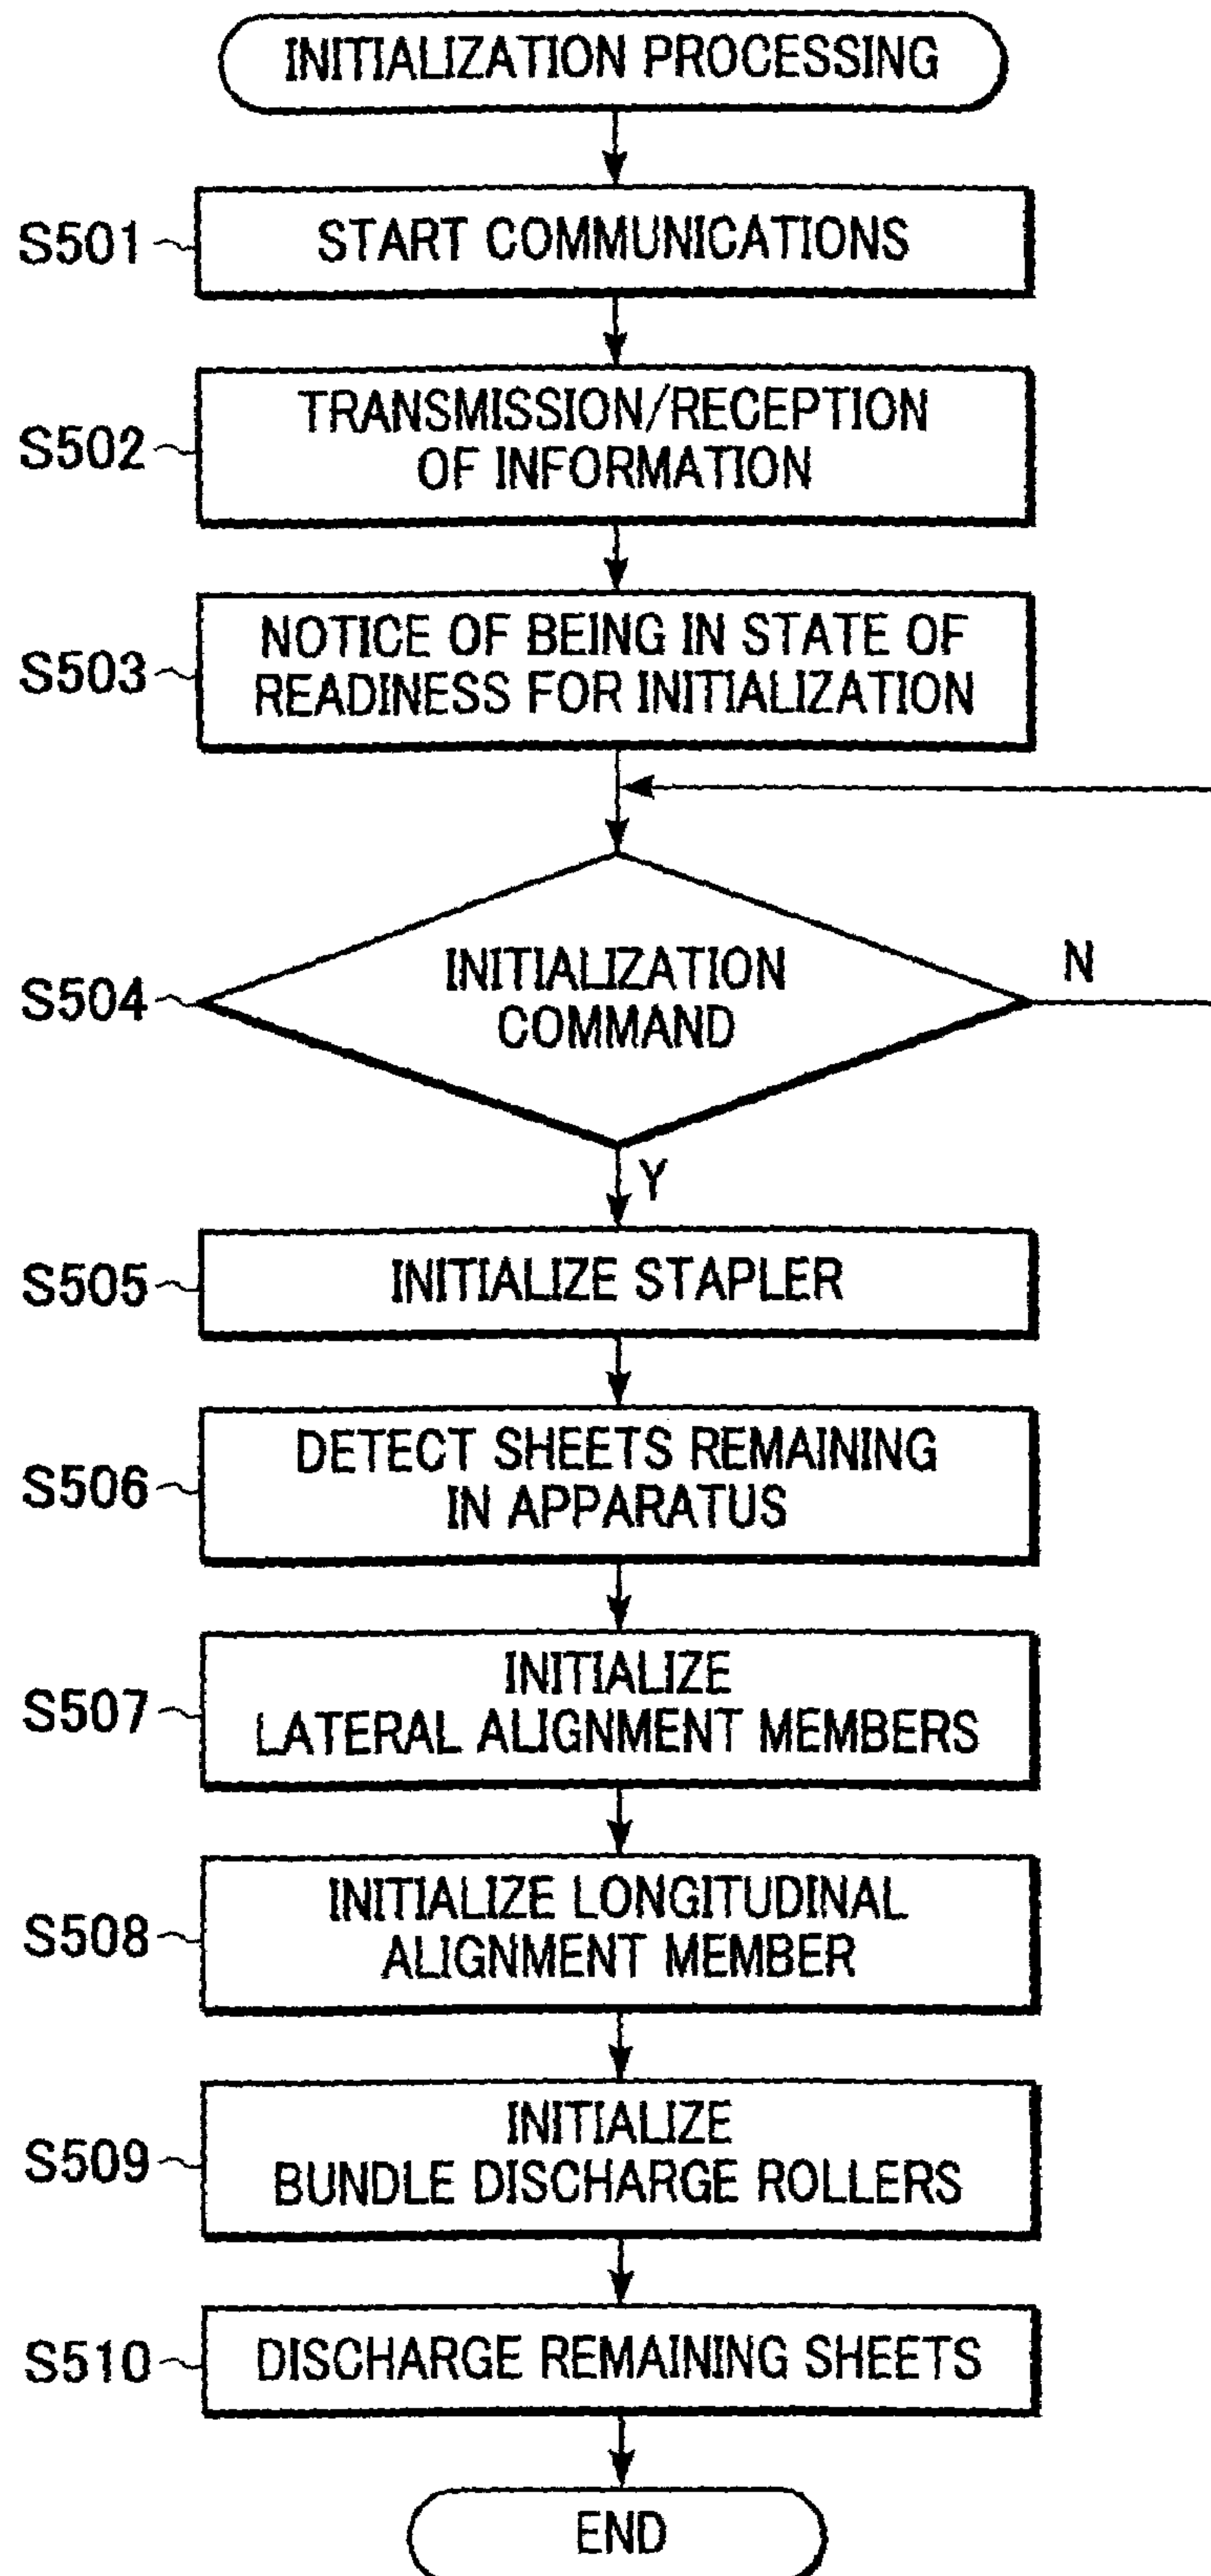 INITIALIZATION PROCESSING
S501
START COMMUNICATIONS
S502
TRANSMISSION/RECEPTION
OF INFORMATION
S503
NOTICE OF BEING IN STATE OF
READINESS FOR INITIALIZATION
S504
INITIALIZATION
COMMAND
N
Y
S505
INITIALIZE STAPLER
S506
DETECT SHEETS REMAINING
IN APPARATUS
S507
INITIALIZE
LATERAL ALIGNMENT MEMBERS
S508
INITIALIZE LONGITUDINAL
ALIGNMENT MEMBER
S509
INITIALIZE
BUNDLE DISCHARGE ROLLERS
S510
DISCHARGE REMAINING SHEETS
END